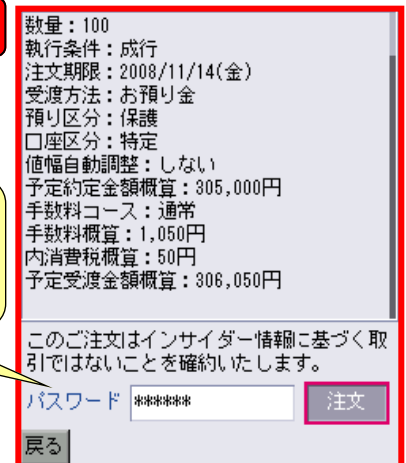 数量：100
執行条件：成行
注文期限：2008/11/14(金)
受渡方法：お預り金
預り区分：保護
口座区分：特定
値幅自動調整：しない
予定約定金額概算：305,000円
手数料コース：通常
手数料概算：1,050円
内消費税概算：50円
予定受渡金額概算：306,050円
このご注文はインサイダー情報に基づく取
引ではないことを確約いたします。
パスワード ****** 注文
戻る